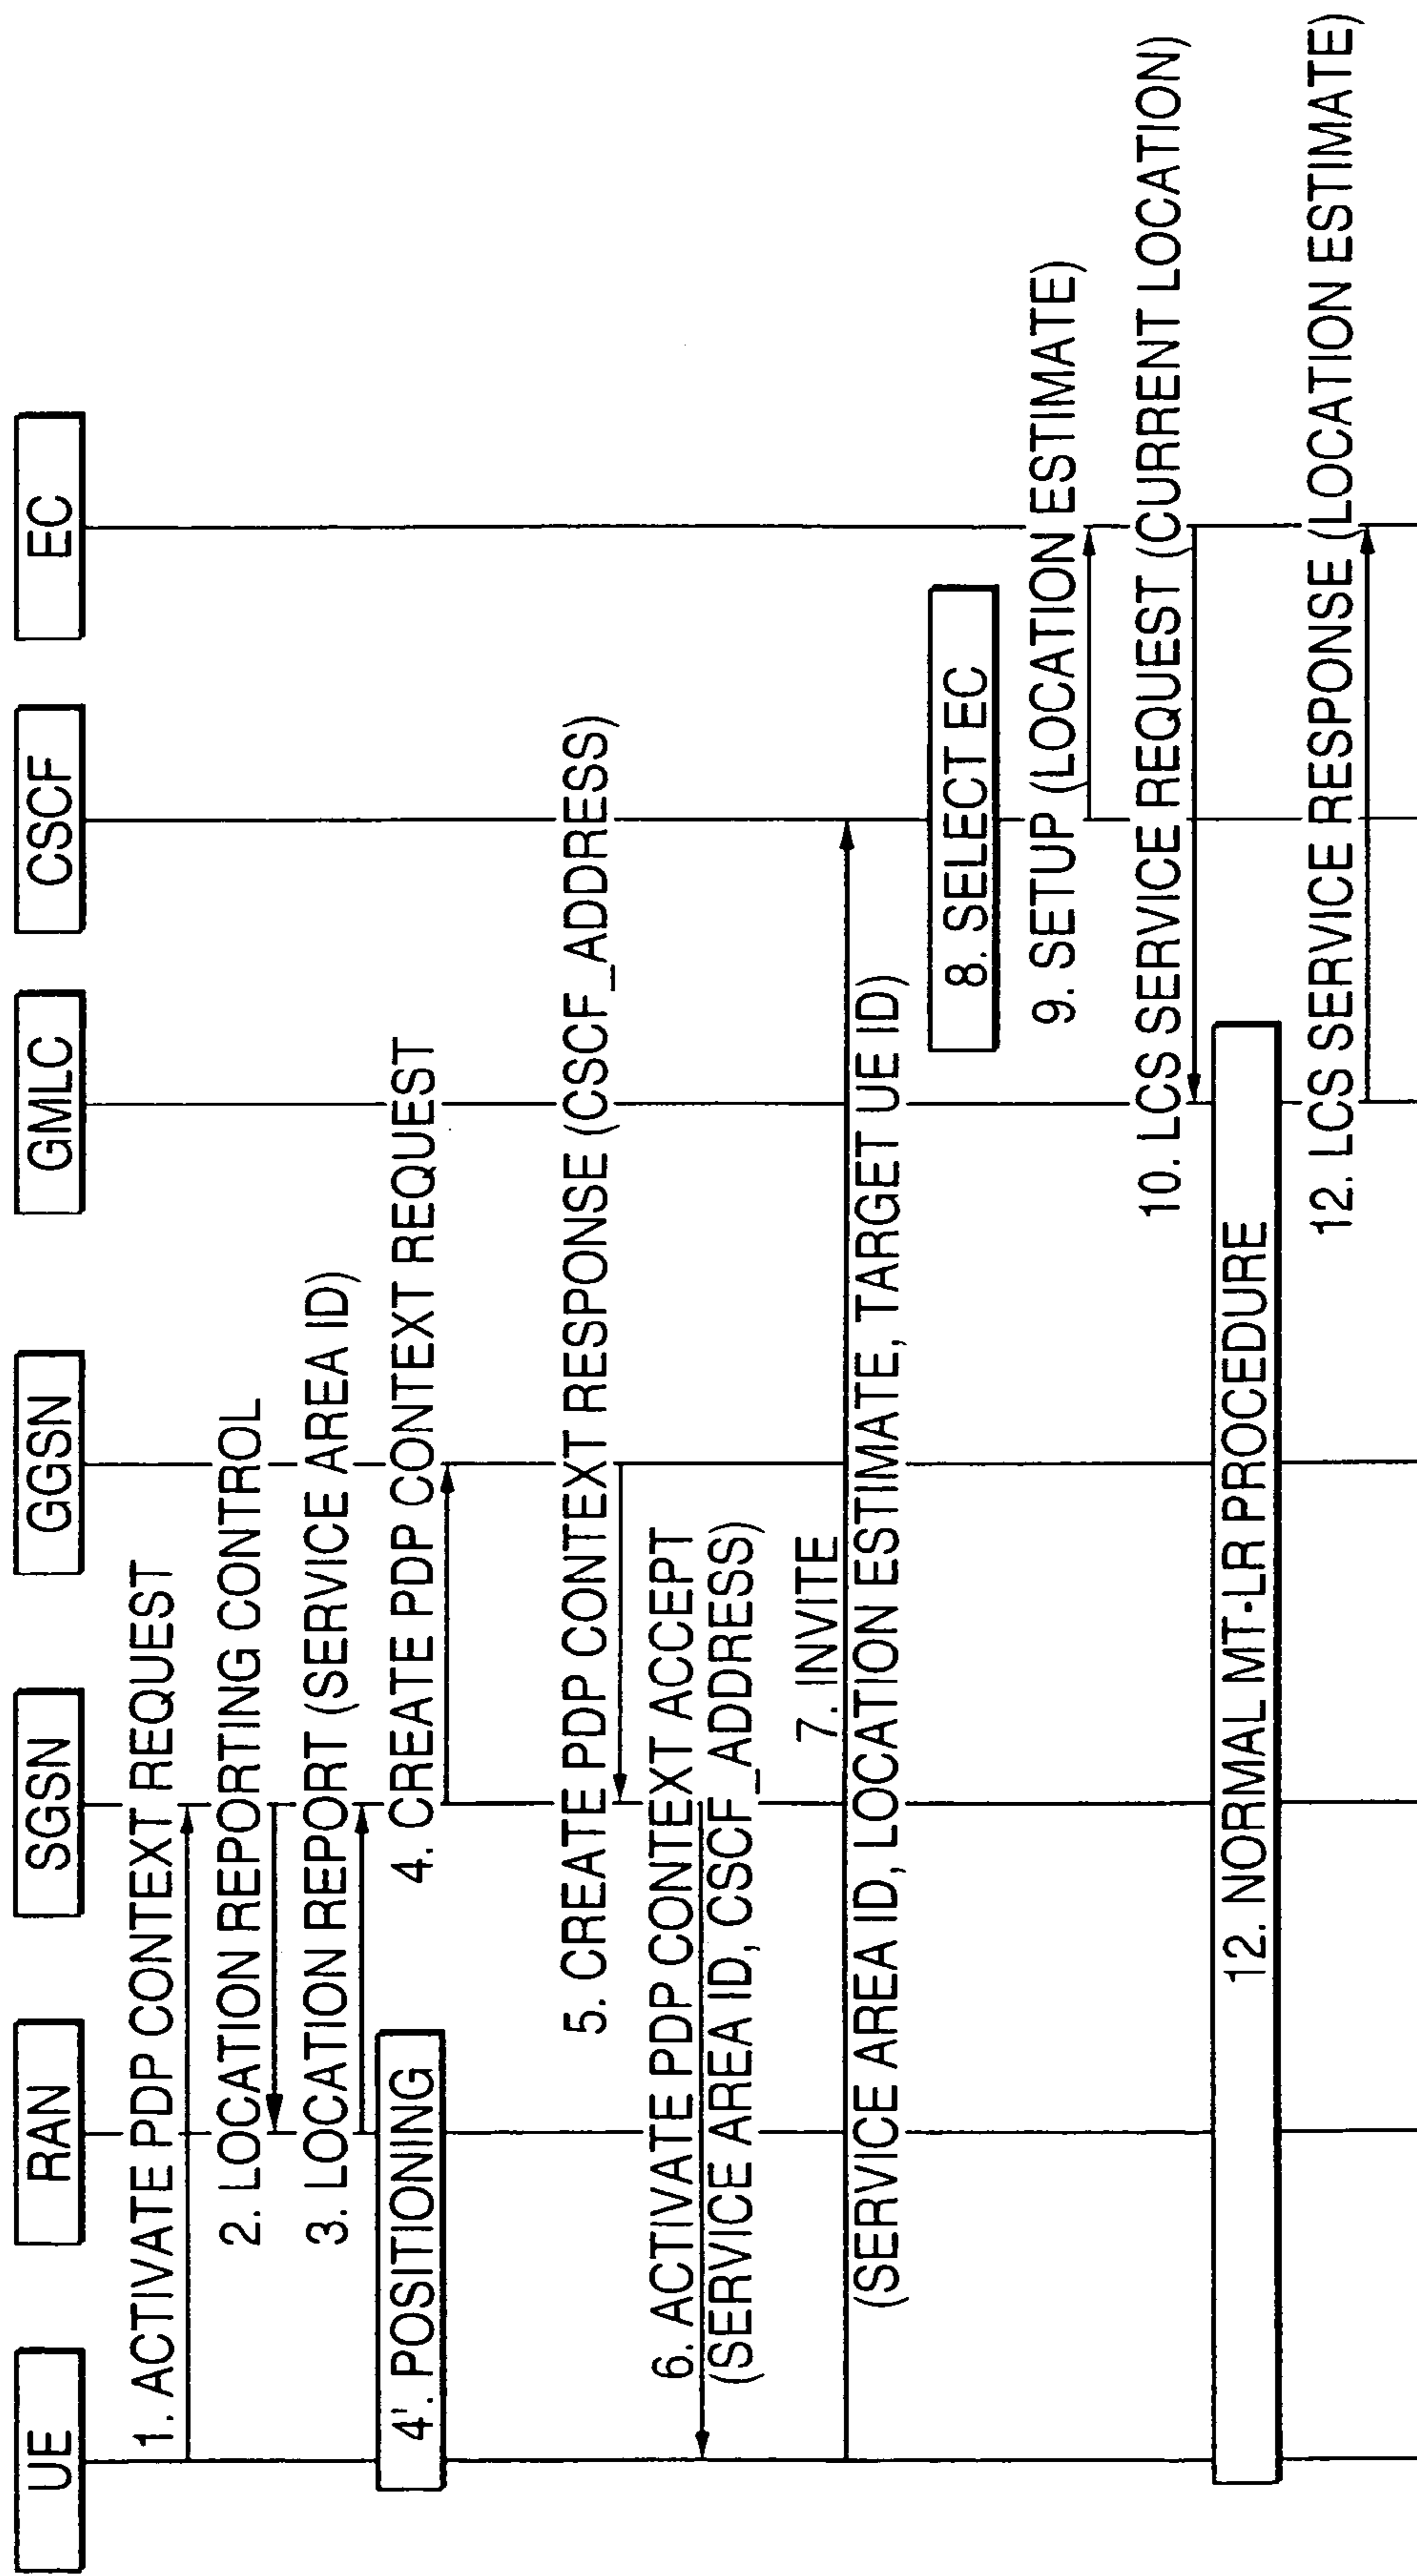 UE
RAN
SGSN
GGSN
GMLC
CSCF
EC
1. ACTIVATE PDP CONTEXT REQUEST
2. LOCATION REPORTING CONTROL
3. LOCATION REPORT (SERVICE AREA ID)
4'. POSITIONING
4. CREATE PDP CONTEXT REQUEST
5. CREATE PDP CONTEXT RESPONSE (CSCF_ADDRESS)
6. ACTIVATE PDP CONTEXT ACCEPT
(SERVICE AREA ID, CSCF_ADDRESS)
7. INVITE
(SERVICE AREA ID, LOCATION ESTIMATE, TARGET UE ID)
8. SELECT EC
9. SETUP (LOCATION ESTIMATE)
10. LCS SERVICE REQUEST (CURRENT LOCATION)
12. NORMAL MT-LR PROCEDURE
12. LCS SERVICE RESPONSE (LOCATION ESTIMATE)